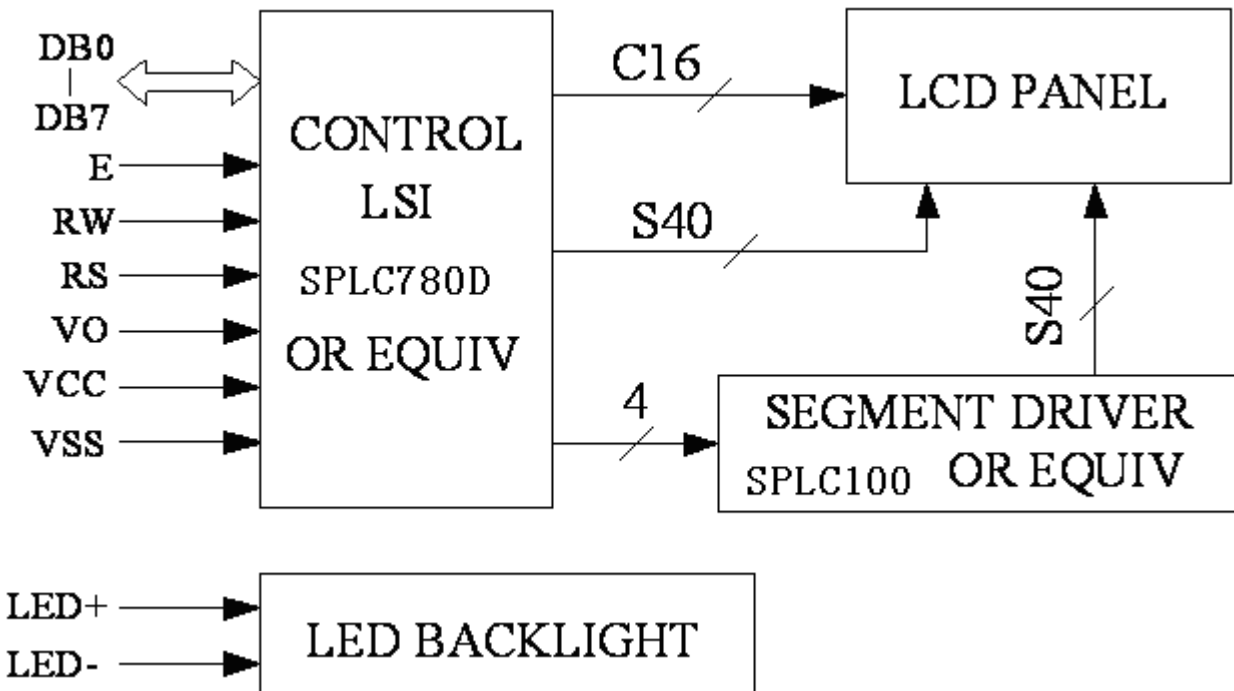 DB0
DB7
E
RW
RS
VO
VCC
VSS
CONTROL
LSI
SPLC780D
OR EQUIV
C16
S40
4
LCD PANEL
S40
SEGMENT DRIVER
SPLC100 OR EQUIV
LED+
LED-
LED BACKLIGHT